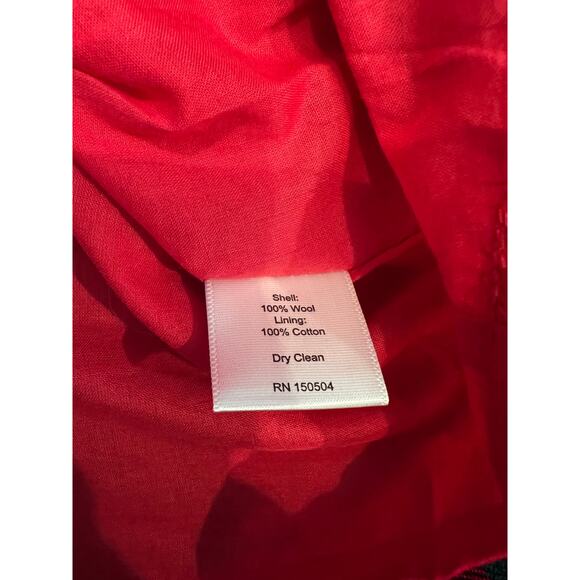 Shell:
100% Wool
Lining:
100% Cotton
Dry Clean
RN 150504